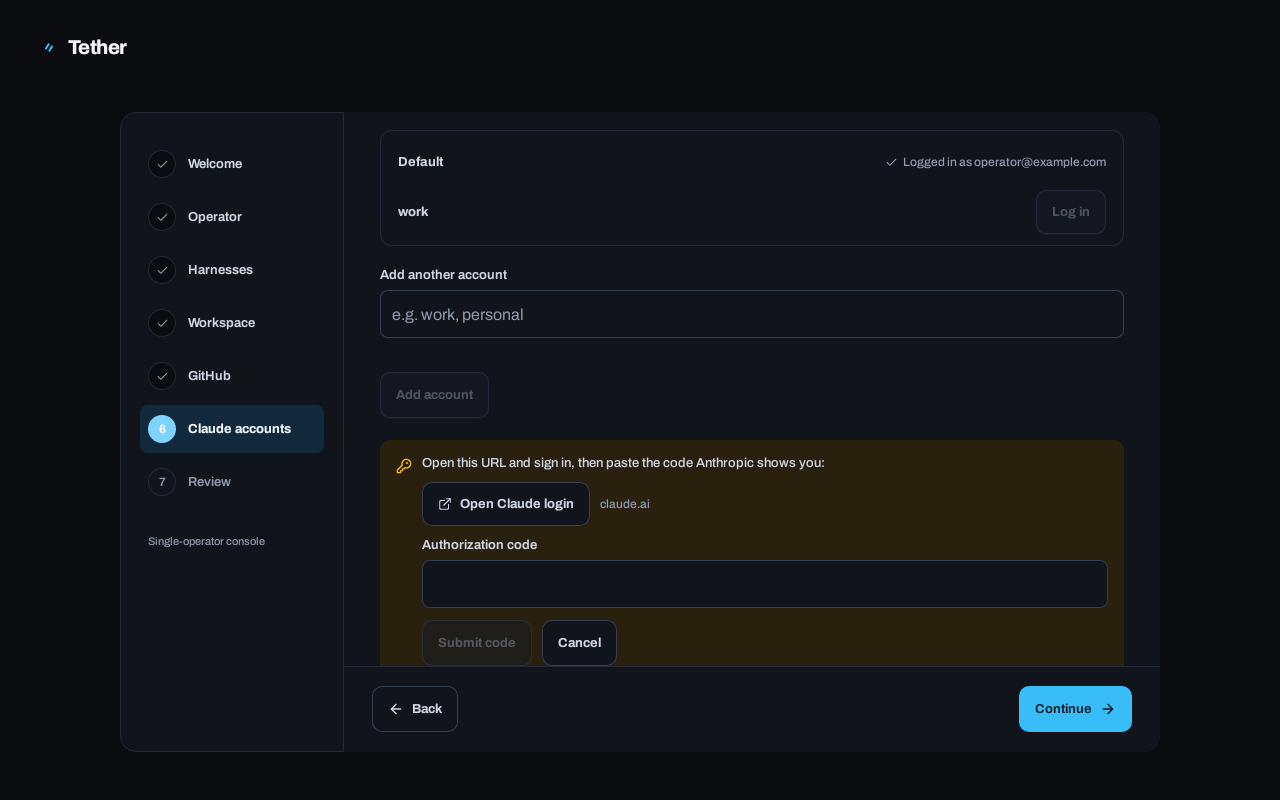 Tether
Welcome
Operator
Harnesses
Workspace
GitHub
6 Claude accounts
7 Review
Single-operator console
Default
Logged in as operator@example.com
work
Log in
Add another account
e.g. work, personal
Add account
Open this URL and sign in, then paste the code Anthropic shows you:
Open Claude login
claude.ai
Authorization code
Submit code
Cancel
Back
Continue